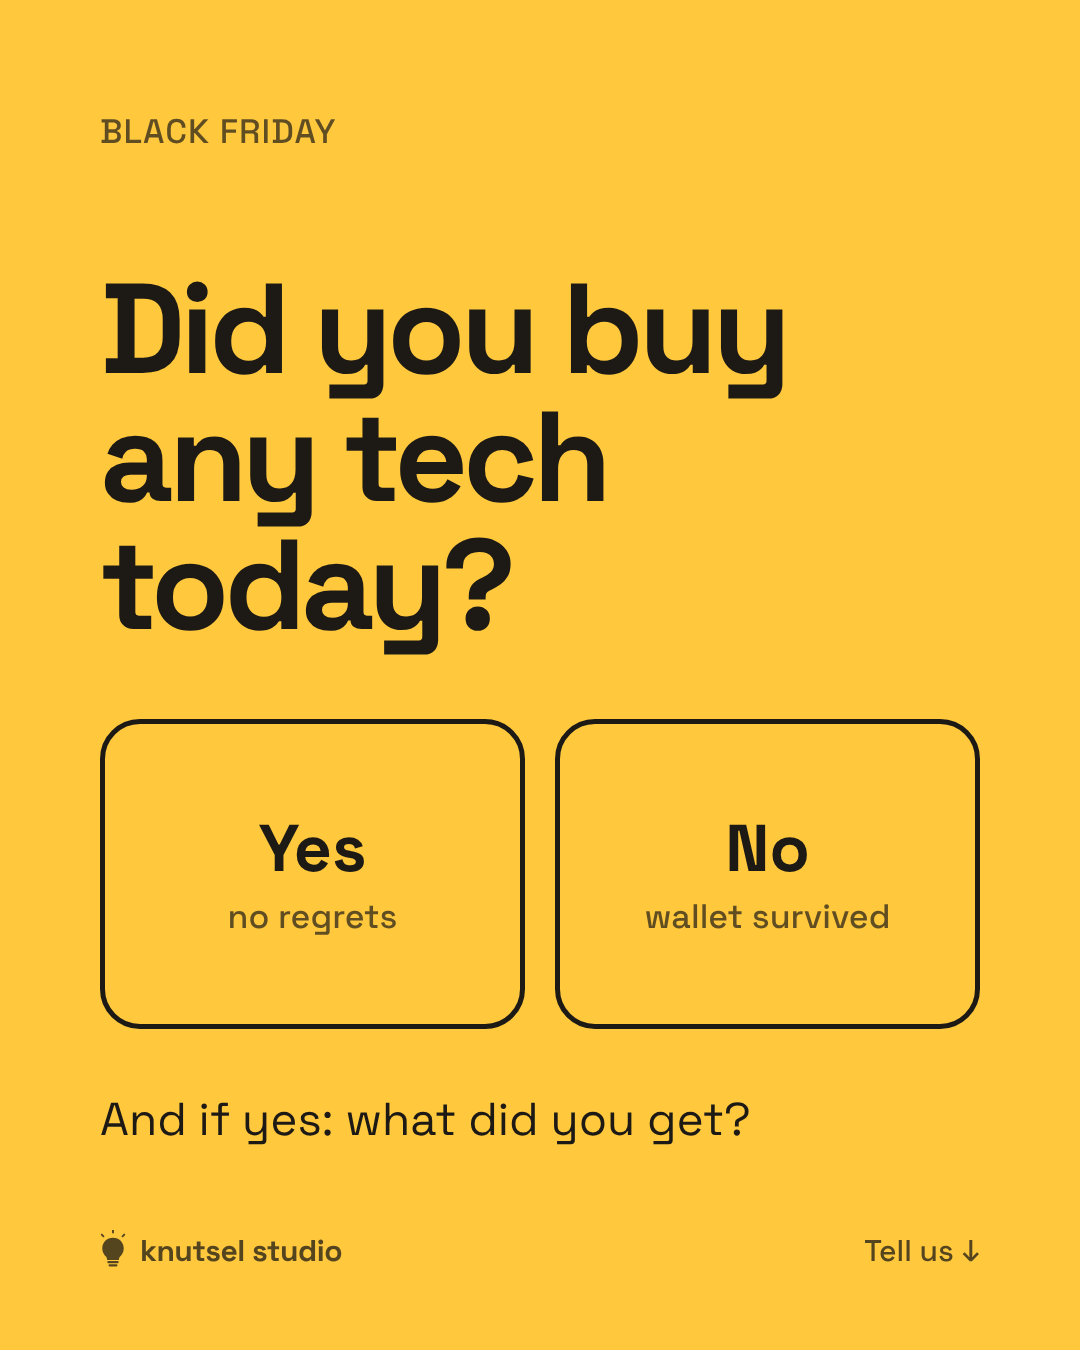 BLACK FRIDAY
Did you buy
any tech
today?
Yes
no regrets
No
wallet survived
And if yes: what did you get?
knutsel studio
Tell us ↓